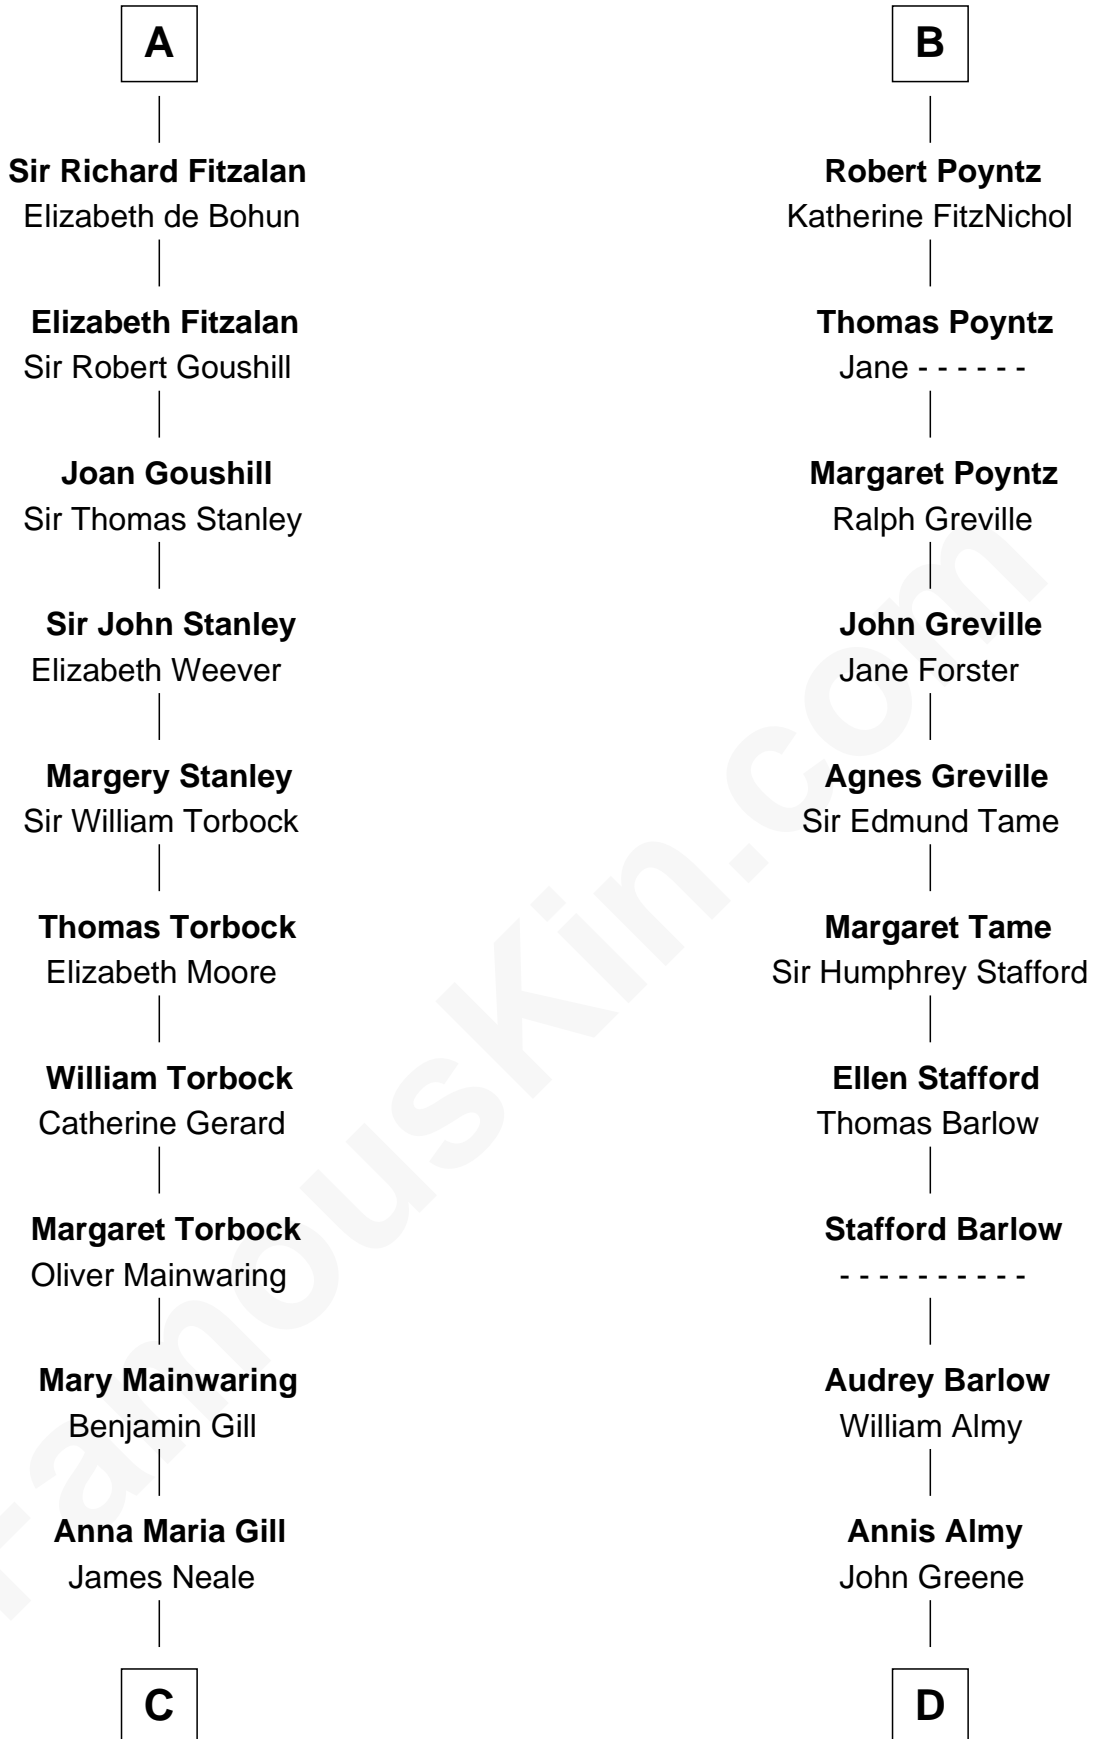 A
Sir Richard Fitzalan
Elizabeth de Bohun
Elizabeth Fitzalan
Sir Robert Goushill
Joan Goushill
Sir Thomas Stanley
Sir John Stanley
Elizabeth Weever
Margery Stanley
Sir William Torbock
Thomas Torbock
Elizabeth Moore
William Torbock
Catherine Gerard
Margaret Torbock
Oliver Mainwaring
Mary Mainwaring
Benjamin Gill
Anna Maria Gill
James Neale
C
B
Robert Poyntz
Katherine FitzNichol
Thomas Poyntz
Jane - - - - - -
Margaret Poyntz
Ralph Greville
John Greville
Jane Forster
Agnes Greville
Sir Edmund Tame
Margaret Tame
Sir Humphrey Stafford
Ellen Stafford
Thomas Barlow
Stafford Barlow
- - - - - - - - - -
Audrey Barlow
William Almy
Annis Almy
John Greene
D
FamousKin.com